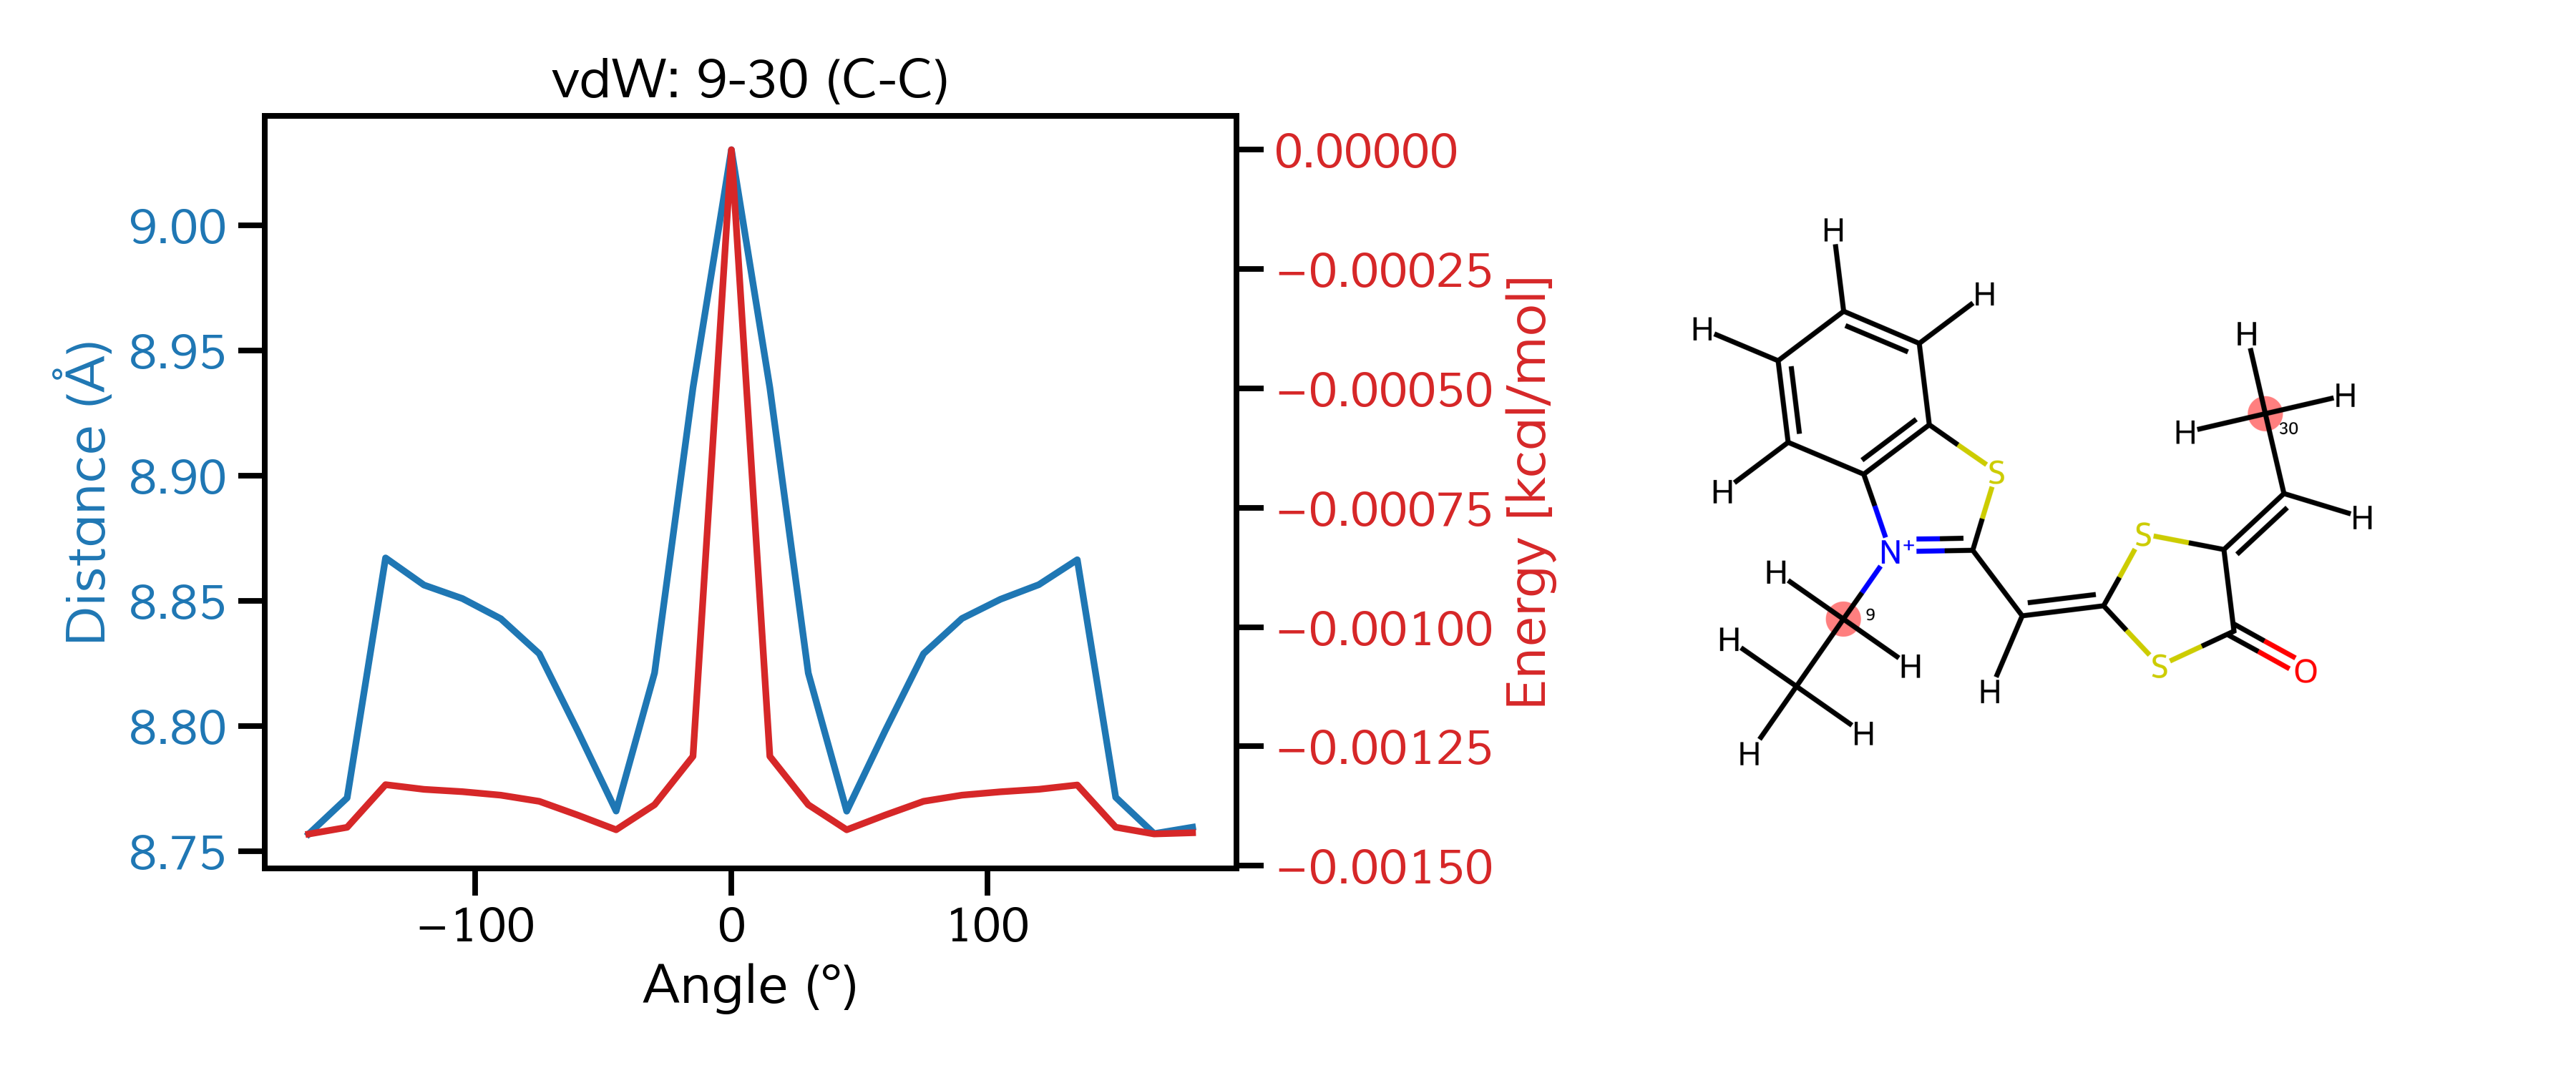 vdW: 9-30 (C-C)
9.00
8.95
8.90
8.85
8.80
8.75
Distance (Å)
0.00000
−0.00025
−0.00050
−0.00075
−0.00100
−0.00125
−0.00150
Energy [kcal/mol]
−100
0
100
Angle (°)
H
H
H
H
H
H
H
30
H
S
H
S
N+
H
9
H
H
S
O
H
H
H